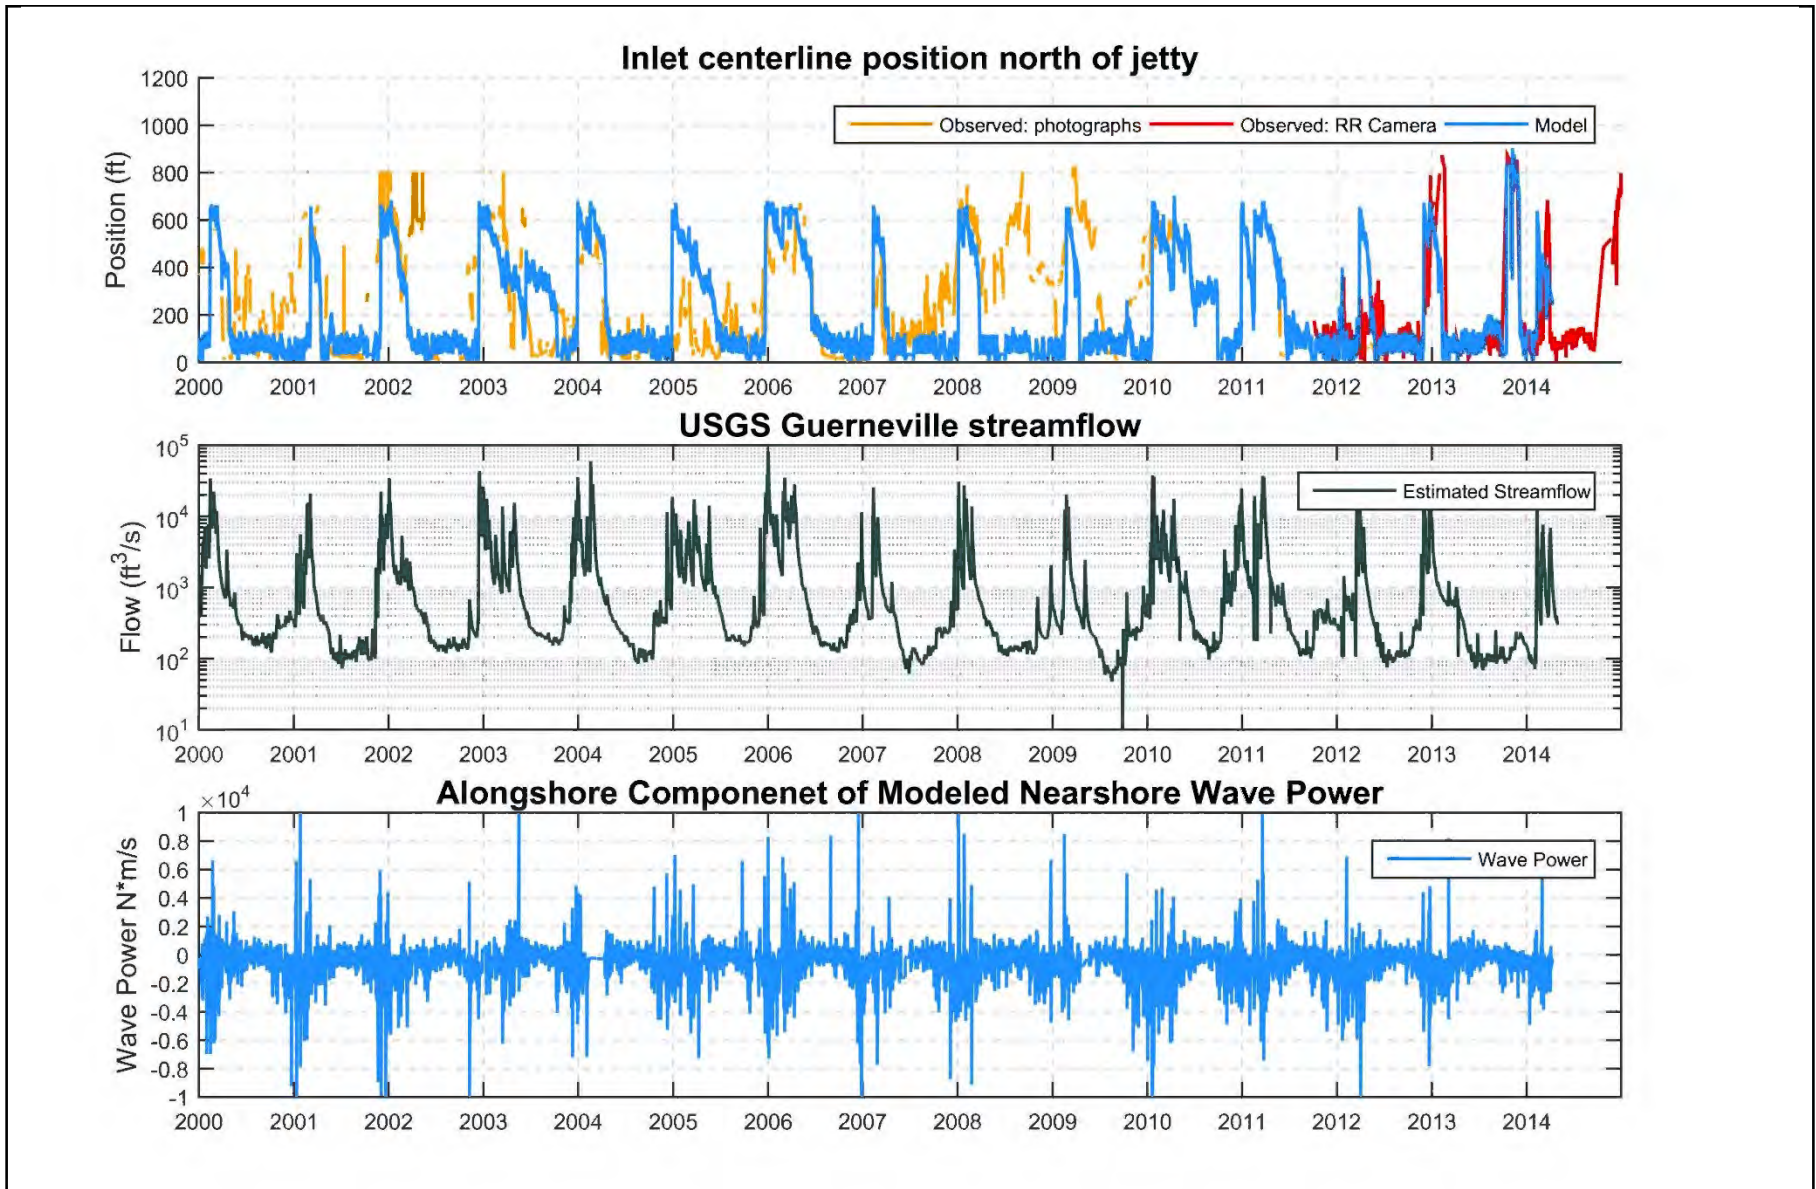 Inlet centerline position north of jetty
1200
1000
800
600
400
200
0
Position (ft)
Observed: photographs
Observed: RR Camera
Model
2000 2001 2002 2003 2004 2005 2006 2007 2008 2009 2010 2011 2012 2013 2014
USGS Guerneville streamflow
10^5
10^4
10^3
10^2
10^1
Flow (ft^3/s)
Estimated Streamflow
2000 2001 2002 2003 2004 2005 2006 2007 2008 2009 2010 2011 2012 2013 2014
Alongshore Componenet of Modeled Nearshore Wave Power
×10^4
1
0.8
0.6
0.4
0.2
0
-0.2
-0.4
-0.6
-0.8
-1
Wave Power N*m/s
Wave Power
2000 2001 2002 2003 2004 2005 2006 2007 2008 2009 2010 2011 2012 2013 2014